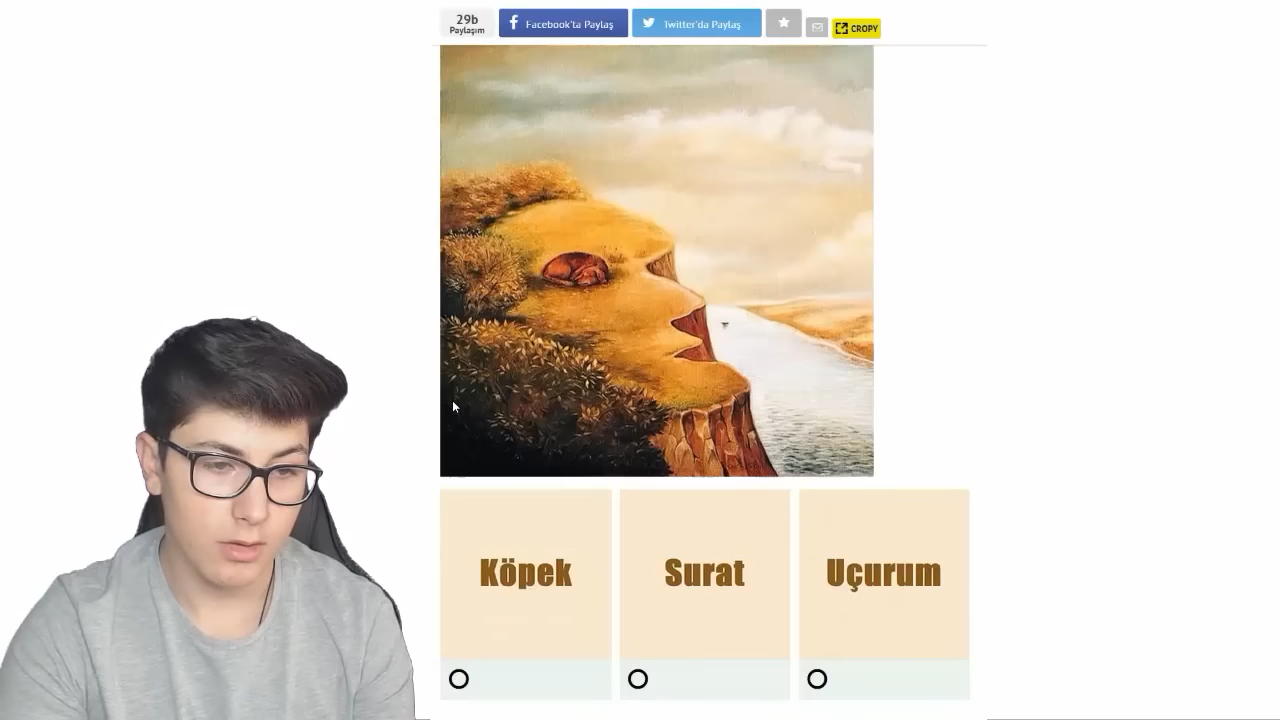 29b
Paylaşım
Facebook'ta Paylaş
Twitter'da Paylaş
CROPY
Köpek
Surat
Uçurum